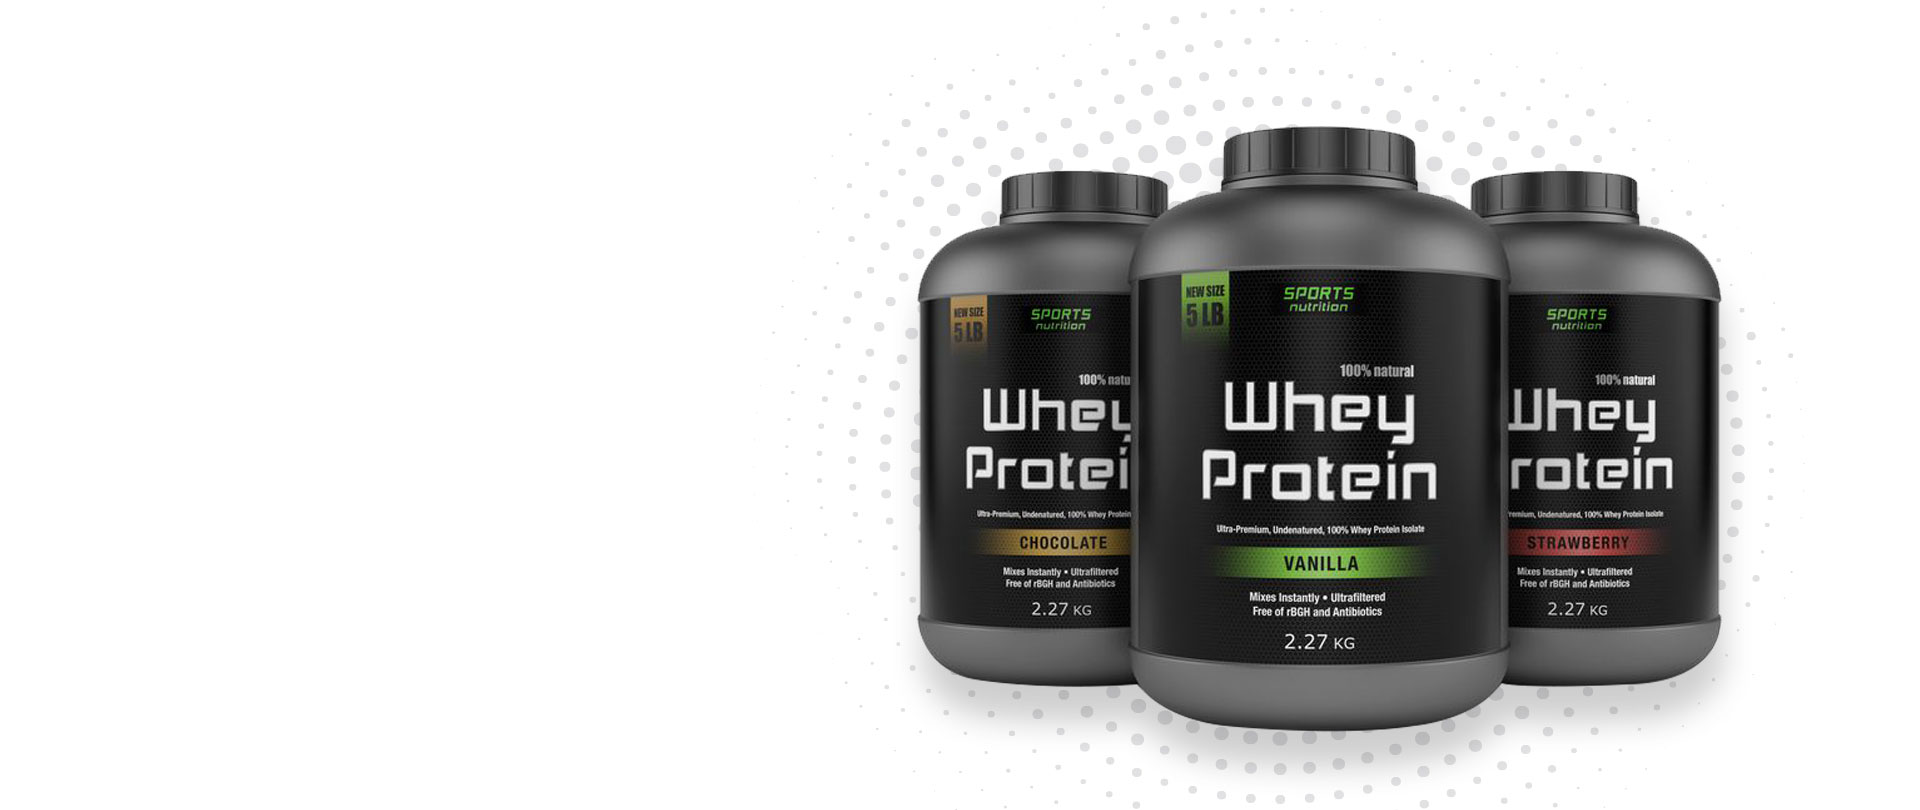 NEW SIZE
5 LB
SPORTS
nutrition
100% natu
Whey
Protei
Ultra-Premium, Undenatured, 100% Whey Protein
CHOCOLATE
Mixes Instantly • Ultrafiltered
Free of rBGH and Antibiotics
2.27 KG
NEW SIZE
5 LB
SPORTS
nutrition
100% natural
Whey
Protein
Ultra-Premium, Undenatured, 100% Whey Protein Isolate
VANILLA
Mixes Instantly • Ultrafiltered
Free of rBGH and Antibiotics
2.27 KG
SPORTS
nutrition
100% natural
Whey
rotein
remium, Undenatured, 100% Whey Protein Isolate
STRAWBERRY
Mixes Instantly • Ultrafiltered
Free of rBGH and Antibiotics
2.27 KG